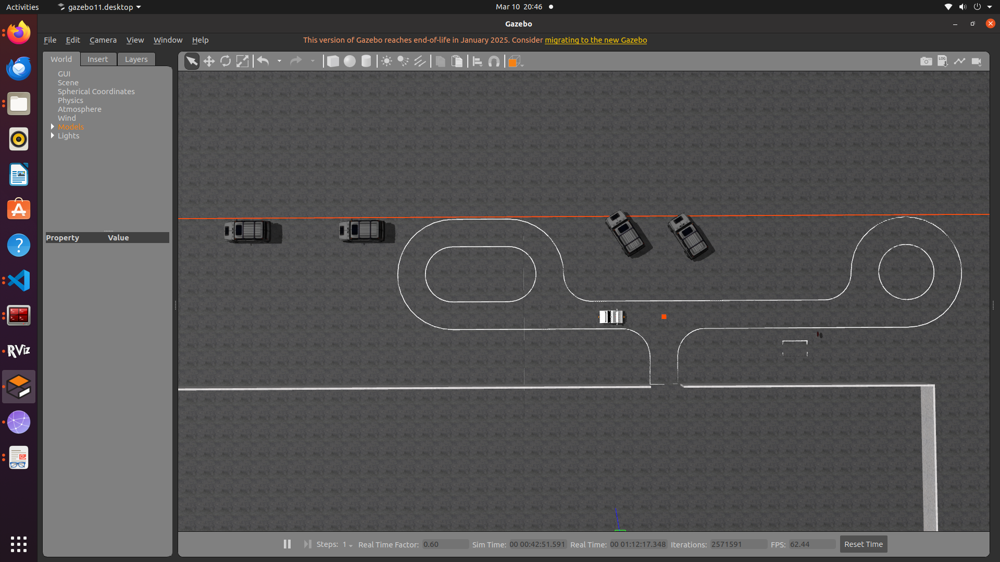 Activities gazebo11.desktop Mar 10 20:46
Gazebo
File Edit Camera View Window Help This version of Gazebo reaches end-of-life in January 2025. Consider migrating to the new Gazebo
World Insert Layers
LOG
GUI
Scene
Spherical Coordinates
Physics
Atmosphere
Wind
Models
Lights
Property Value
RViz
Steps: 1 Real Time Factor: 0.60 Sim Time: 00 00:42:51.591 Real Time: 00 01:12:17.348 Iterations: 2571591 FPS: 62.44 Reset Time